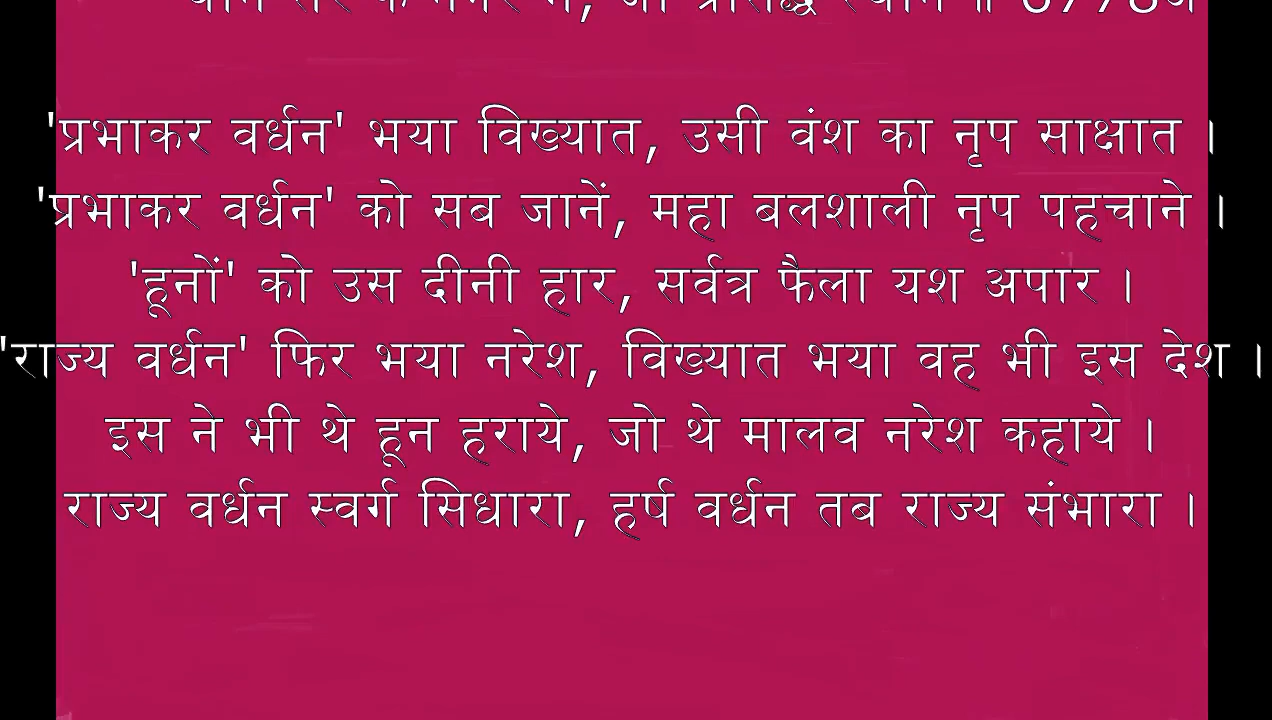 'प्रभाकर वर्धन' भया विख्यात, उसी वंश का नृप साक्षात ।
'प्रभाकर वर्धन' को सब जानें, महा बलशाली नृप पहचाने ।
'हूनों' को उस दीनी हार, सर्वत्र फैला यश अपार ।
'राज्य वर्धन' फिर भया नरेश, विख्यात भया वह भी इस देश ।
इस ने भी थे हून हराये, जो थे मालव नरेश कहाये ।
राज्य वर्धन स्वर्ग सिधारा, हर्ष वर्धन तब राज्य संभारा ।